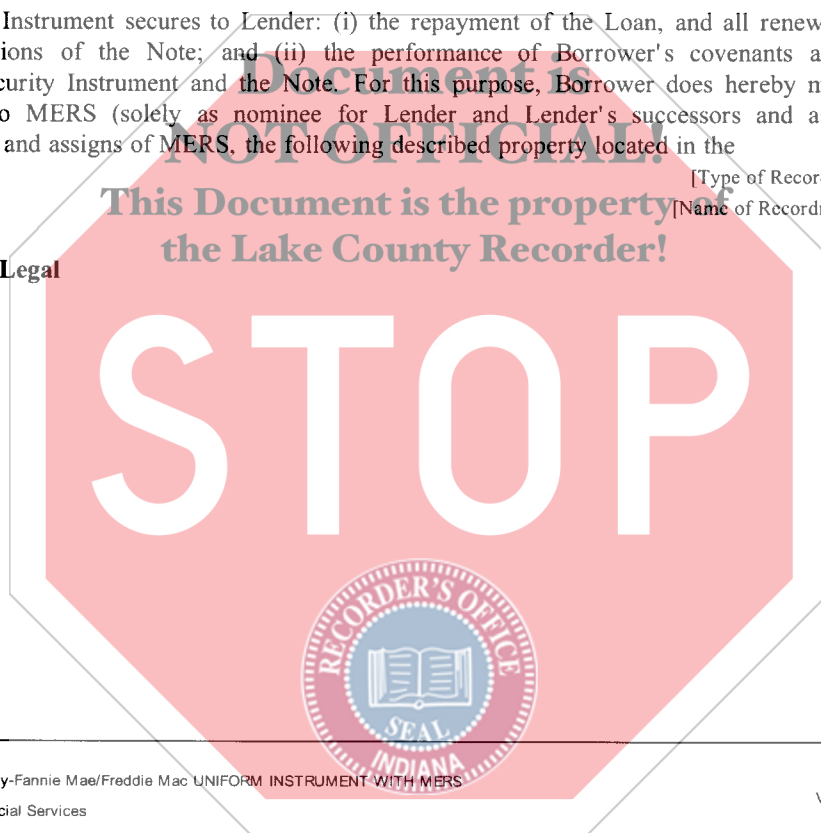 Instrument secures to Lender: (i) the repayment of the Loan, and all renew
ions of the Note; and (ii) the performance of Borrower's covenants a
curity Instrument and the Note. For this purpose, Borrower does hereby m
o MERS (solely as nominee for Lender and Lender's successors and a
and assigns of MERS, the following described property located in the
[Type of Recor
[Name of Record
Legal
Document is
NOT OFFICIAL!
This Document is the property of
the Lake County Recorder!
STOP
RECORDER'S OFFICE
SEAL
INDIANA
y-Fannie Mae/Freddie Mac UNIFORM INSTRUMENT WITH MERS
V
cial Services